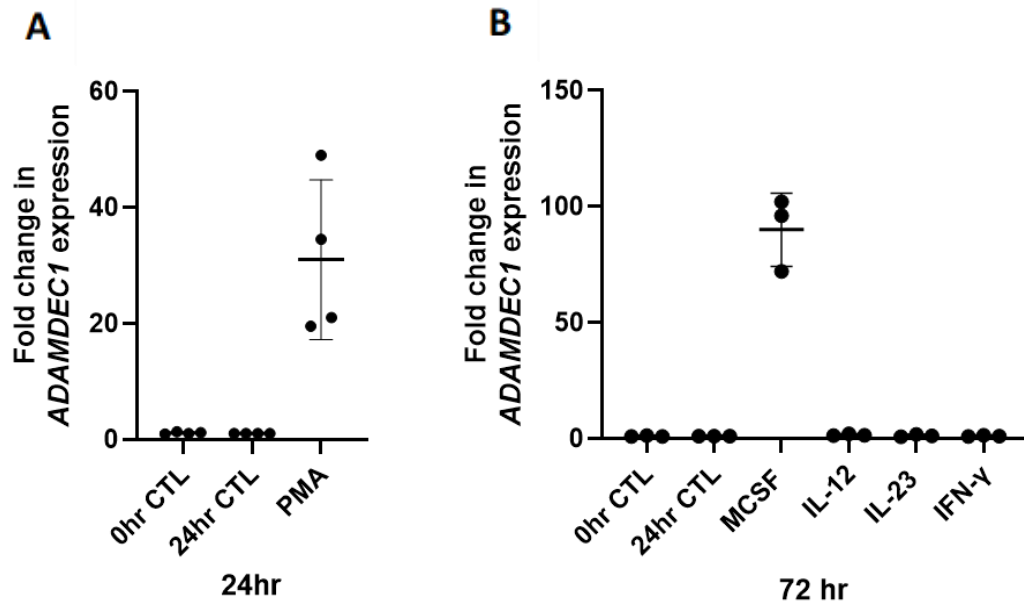 A
Fold change in
ADAMDEC1 expression
60
40
20
0
0hr CTL
24hr CTL
PMA
24hr
B
Fold change in
ADAMDEC1 expression
150
100
50
0
0hr CTL
24hr CTL
MCSF
IL-12
IL-23
IFN-γ
72 hr